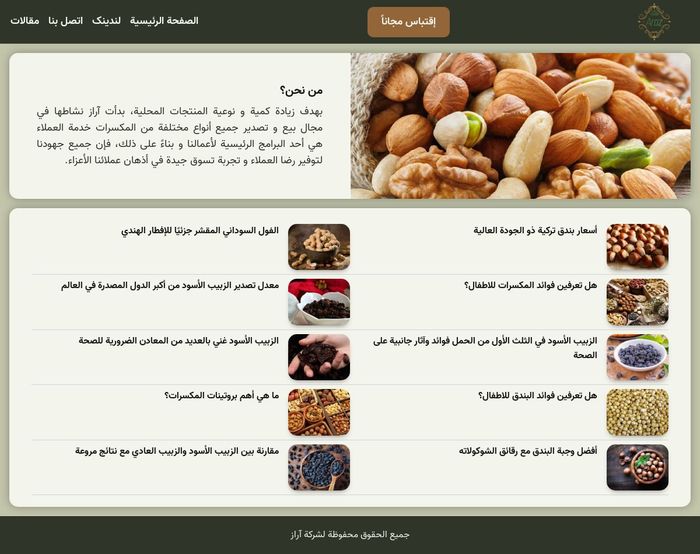 Araz
إقتباس مجاناً
الصفحة الرئيسية
لندينک
اتصل بنا
مقالات
من نحن؟
بهدف زيادة كمية و نوعية المنتجات المحلية، بدأت آراز نشاطها في
مجال بيع و تصدير جميع أنواع مختلفة من المكسرات خدمة العملاء
هي أحد البرامج الرئيسية لأعمالنا و بناءً على ذلك، فإن جميع جهودنا
لتوفير رضا العملاء و تجربة تسوق جيدة في أذهان عملائنا الأعزاء.
أسعار بندق تركية ذو الجودة العالية
الفول السوداني المقشر جزئيًا للإفطار الهندي
هل تعرفين فوائد المكسرات للاطفال؟
معدل تصدير الزبيب الأسود من أكبر الدول المصدرة في العالم
الزبيب الأسود في الثلث الأول من الحمل فوائد وآثار جانبية على
الصحة
الزبيب الأسود غني بالعديد من المعادن الضرورية للصحة
هل تعرفين فوائد البندق للاطفال؟
ما هي أهم بروتينات المكسرات؟
أفضل وجبة البندق مع رقائق الشوكولاته
مقارنة بين الزبيب الأسود والزبيب العادي مع نتائج مروعة
جميع الحقوق محفوظة لشركة آراز